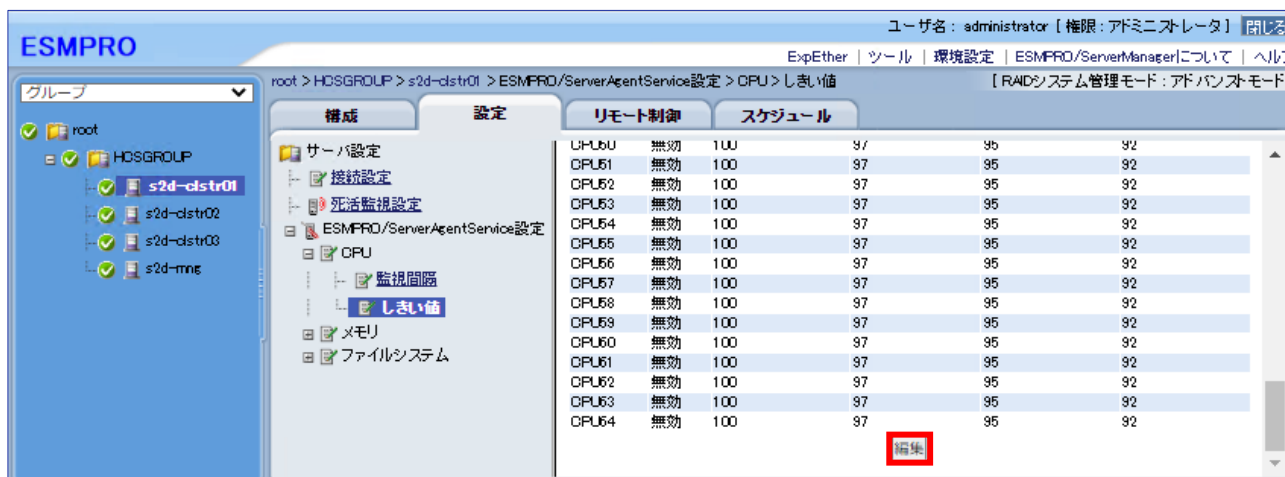 ユーザ名： administrator [ 権限：アドミニストレータ ] 閉じる
ESMPRO
ExpEther | ツール | 環境設定 | ESMPRO/ServerManagerについて | ヘル
グループ
root > HCSGROUP > s2d-clstr01 > ESMPRO/ServerAgentService設定 > CPU > しきい値
[ RAIDシステム管理モード：アドバンストモード
構成 設定 リモート制御 スケジュール
root
HCSGROUP
s2d-clstr01
s2d-clstr02
s2d-clstr03
s2d-mng
サーバ設定
接続設定
死活監視設定
ESMPRO/ServerAgentService設定
CPU
監視間隔
しきい値
メモリ
ファイルシステム
CPU50 無効 100 97 95 92
CPU51 無効 100 97 95 92
CPU52 無効 100 97 95 92
CPU53 無効 100 97 95 92
CPU54 無効 100 97 95 92
CPU55 無効 100 97 95 92
CPU56 無効 100 97 95 92
CPU57 無効 100 97 95 92
CPU58 無効 100 97 95 92
CPU59 無効 100 97 95 92
CPU60 無効 100 97 95 92
CPU61 無効 100 97 95 92
CPU62 無効 100 97 95 92
CPU63 無効 100 97 95 92
CPU64 無効 100 97 95 92
編集